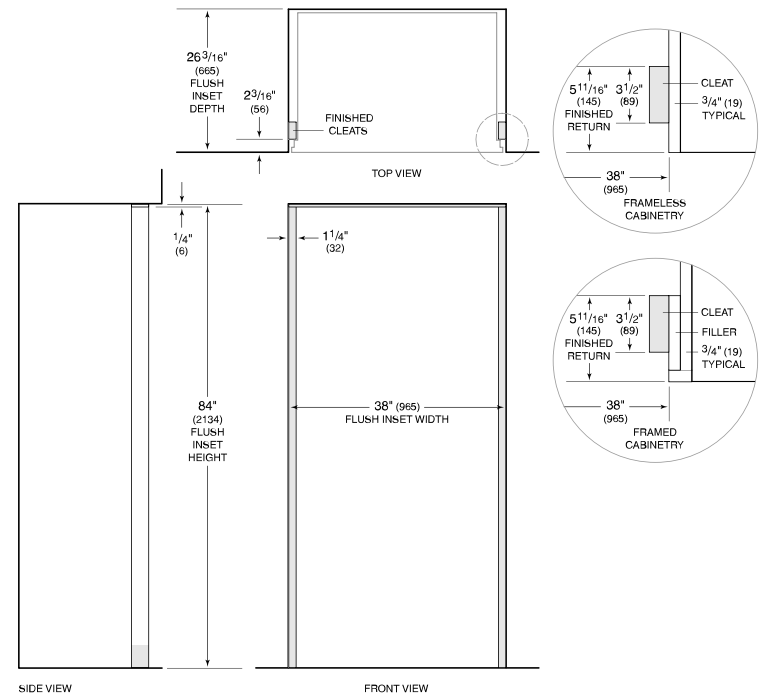 26 3/16"
(665)
FLUSH
INSET
DEPTH
2 3/16"
(56)
FINISHED
CLEATS
TOP VIEW
5 11/16"
(145)
FINISHED
RETURN
3 1/2"
(89)
CLEAT
3/4" (19)
TYPICAL
38"
(965)
FRAMELESS
CABINETRY
1/4"
(6)
1 1/4"
(32)
84"
(2134)
FLUSH
INSET
HEIGHT
38" (965)
FLUSH INSET WIDTH
5 11/16"
(145)
FINISHED
RETURN
3 1/2"
(89)
CLEAT
FILLER
3/4" (19)
TYPICAL
38"
(965)
FRAMED
CABINETRY
SIDE VIEW
FRONT VIEW